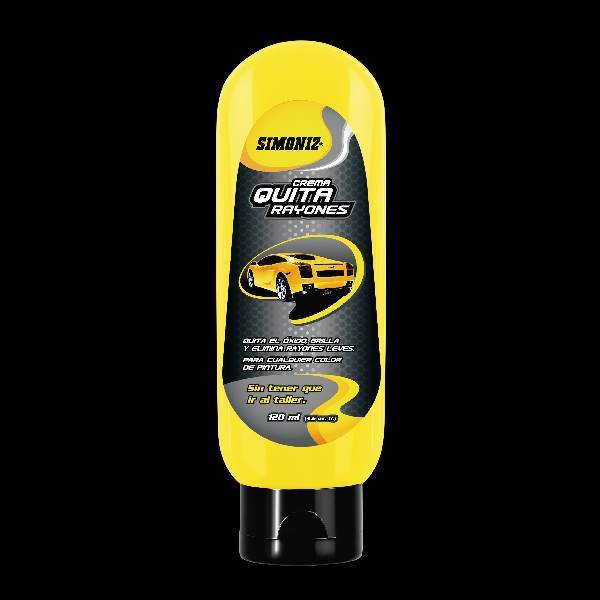 SIMONIZ
CREMA
QUITA
RAYONES
QUITA EL ÓXIDO, BRILLA
Y ELIMINA RAYONES LEVES.
PARA CUALQUIER COLOR
DE PINTURA.
Sin tener que
ir al taller.
120 ml